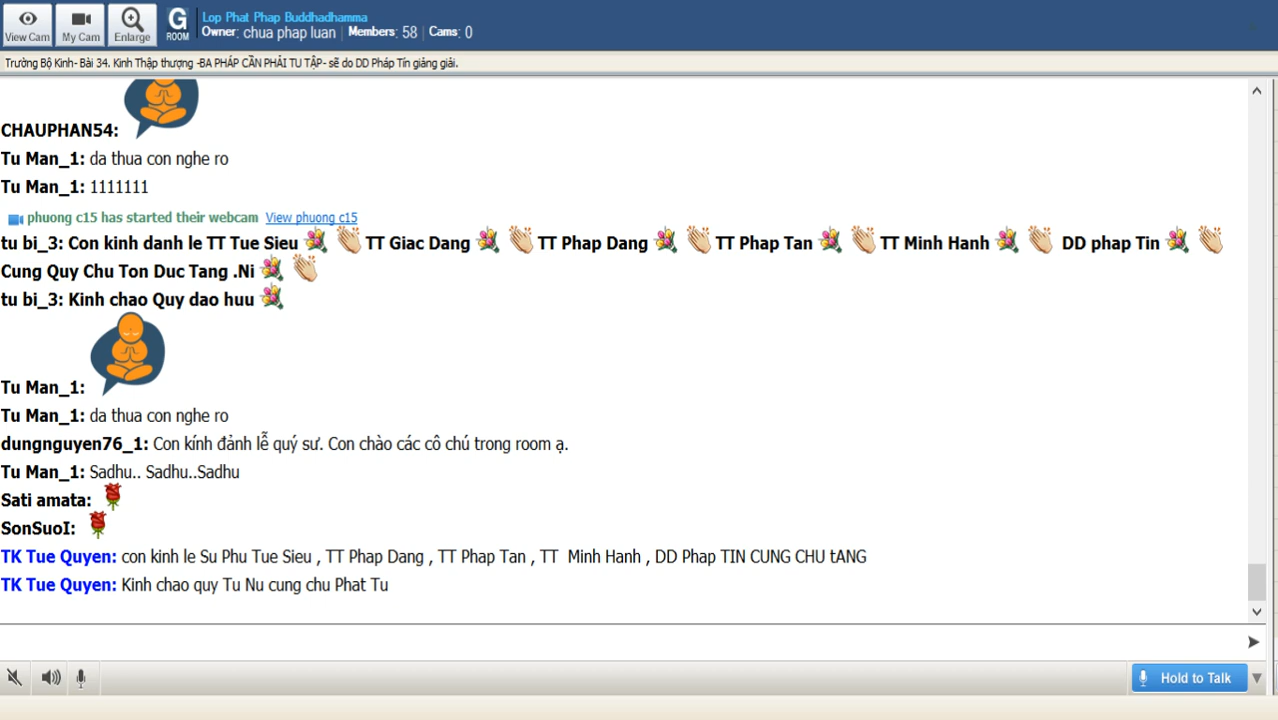 Lop Phat Phap Buddhadhamma
View Cam
My Cam
Enlarge
G
ROOM
Owner: chua phap luan | Members: 58 | Cams: 0
Trường Bộ Kinh- Bài 34. Kinh Thập thượng -BA PHÁP CẦN PHẢI TU TẬP- sẽ do DD Pháp Tín giảng giải.
CHAUPHAN54:
Tu Man_1: da thua con nghe ro
Tu Man_1: 1111111
phuong c15 has started their webcam View phuong c15
tu bi_3: Con kinh danh le TT Tue Sieu TT Giac Dang TT Phap Dang TT Phap Tan TT Minh Hanh DD phap Tin
Cung Quy Chu Ton Duc Tang .Ni
tu bi_3: Kinh chao Quy dao huu
Tu Man_1:
Tu Man_1: da thua con nghe ro
dungnguyen76_1: Con kính đảnh lễ quý sư. Con chào các cô chú trong room ạ.
Tu Man_1: Sadhu.. Sadhu..Sadhu
Sati amata:
SonSuoI:
TK Tue Quyen: con kinh le Su Phu Tue Sieu , TT Phap Dang , TT Phap Tan , TT Minh Hanh , DD Phap TIN CUNG CHU tANG
TK Tue Quyen: Kinh chao quy Tu Nu cung chu Phat Tu
Hold to Talk